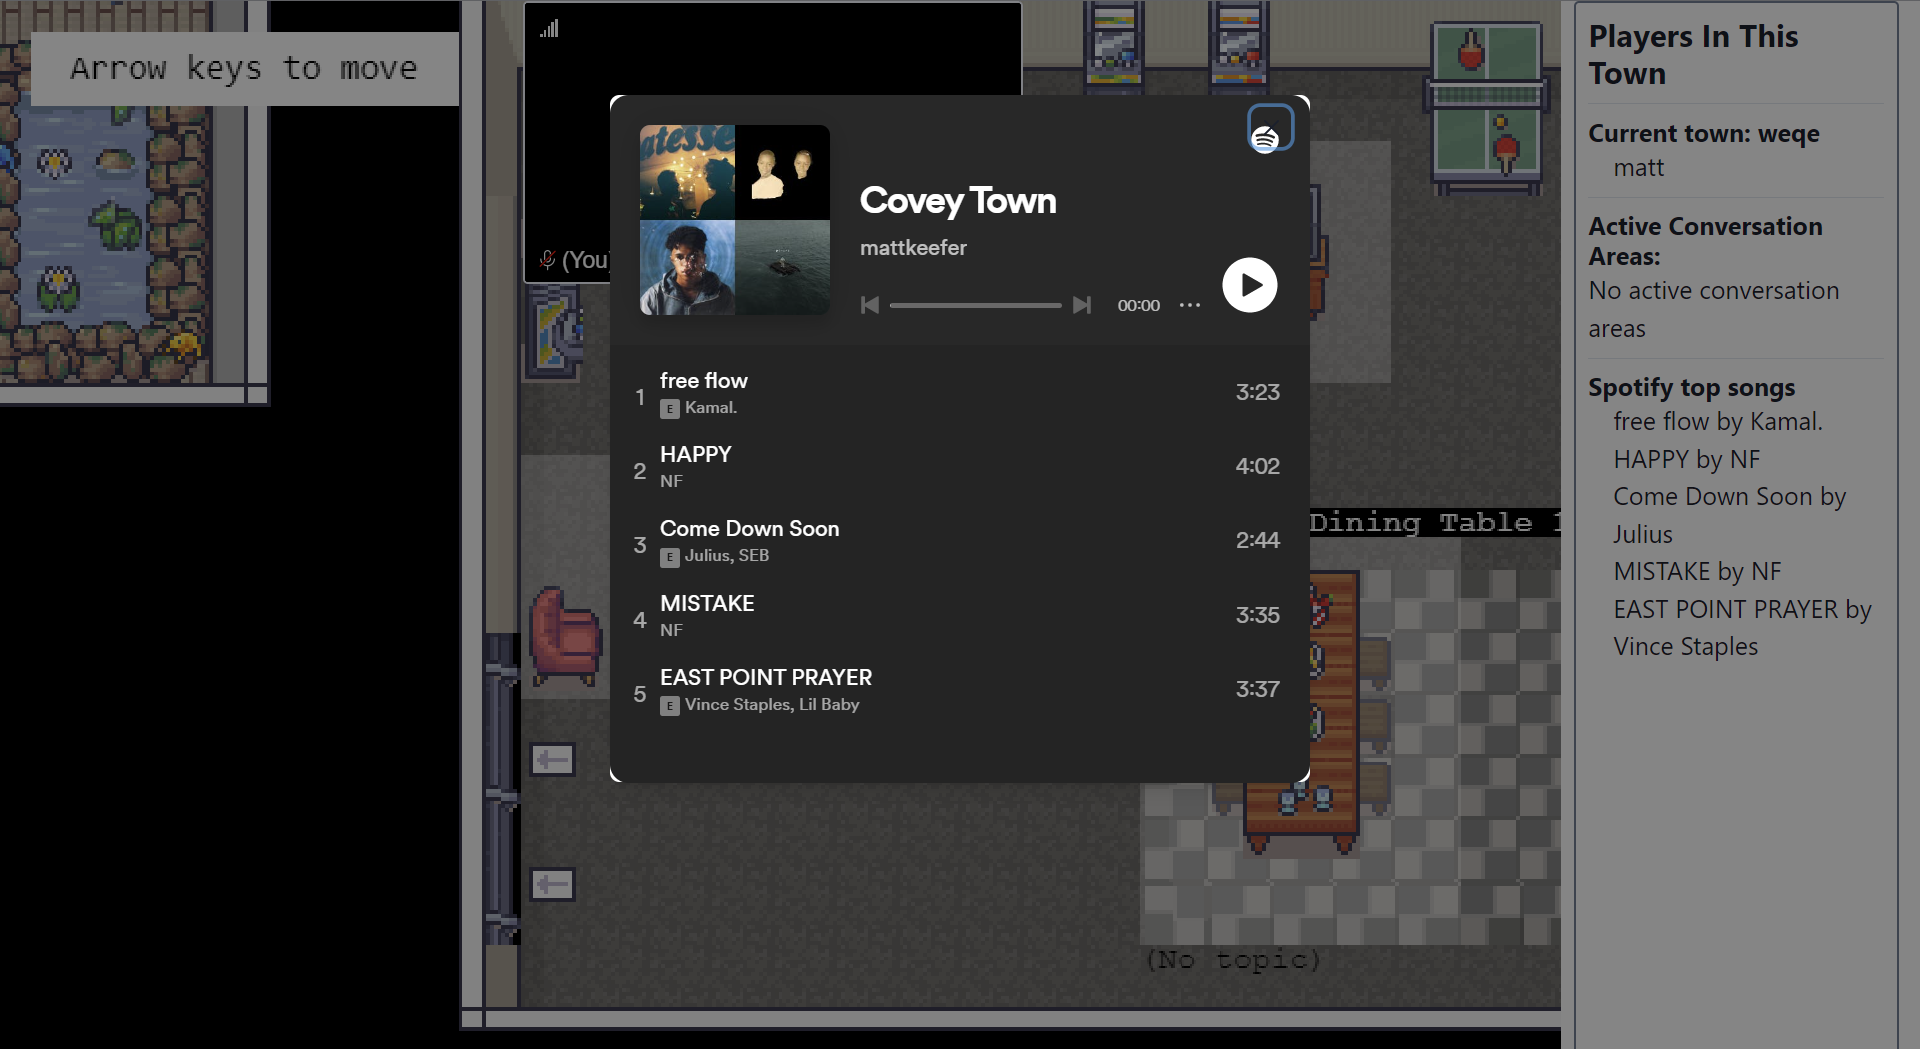 Arrow keys to move
(You)
atesse
Covey Town
mattkeefer
00:00
1
free flow
3:23
E Kamal.
2
HAPPY
4:02
NF
3
Come Down Soon
2:44
E Julius, SEB
4
MISTAKE
3:35
NF
5
EAST POINT PRAYER
3:37
E Vince Staples, Lil Baby
Dining Table 1
(No topic)
Players In This
Town
Current town: weqe
matt
Active Conversation
Areas:
No active conversation
areas
Spotify top songs
free flow by Kamal.
HAPPY by NF
Come Down Soon by
Julius
MISTAKE by NF
EAST POINT PRAYER by
Vince Staples